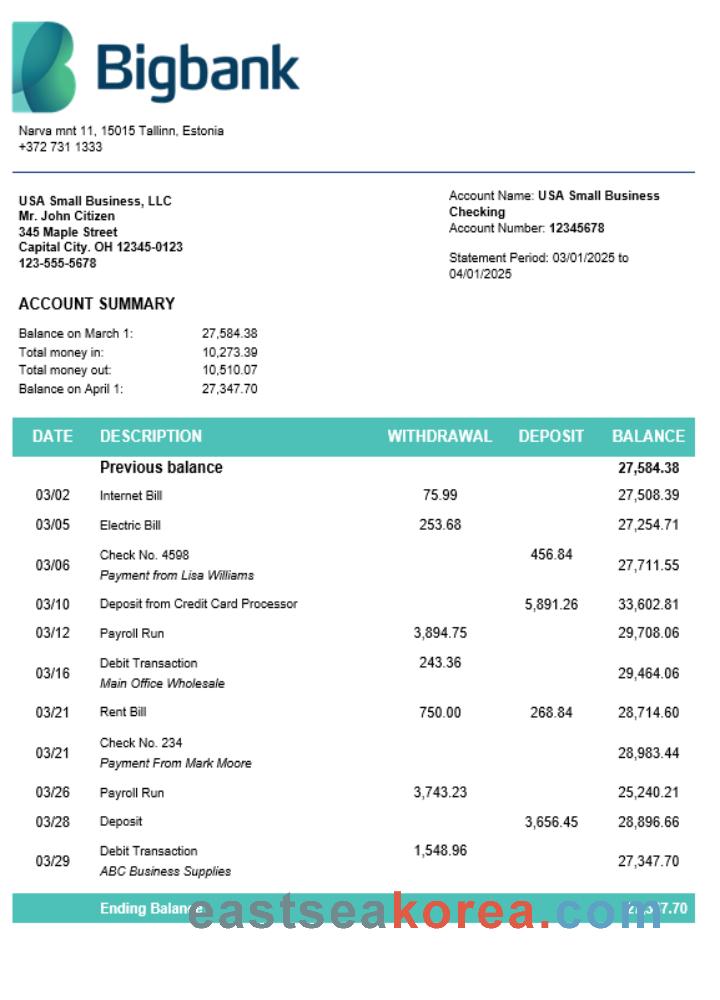 Bigbank
Narva mnt 11, 15015 Tallinn, Estonia
+372 731 1333
USA Small Business, LLC
Mr. John Citizen
345 Maple Street
Capital City. OH 12345-0123
123-555-5678
Account Name: USA Small Business
Checking
Account Number: 12345678
Statement Period: 03/01/2025 to
04/01/2025
ACCOUNT SUMMARY
Balance on March 1: 27,584.38
Total money in: 10,273.39
Total money out: 10,510.07
Balance on April 1: 27,347.70
DATE DESCRIPTION WITHDRAWAL DEPOSIT BALANCE
Previous balance 27,584.38
03/02 Internet Bill 75.99 27,508.39
03/05 Electric Bill 253.68 27,254.71
03/06 Check No. 4598 456.84 27,711.55
Payment from Lisa Williams
03/10 Deposit from Credit Card Processor 5,891.26 33,602.81
03/12 Payroll Run 3,894.75 29,708.06
03/16 Debit Transaction 243.36 29,464.06
Main Office Wholesale
03/21 Rent Bill 750.00 268.84 28,714.60
03/21 Check No. 234 28,983.44
Payment From Mark Moore
03/26 Payroll Run 3,743.23 25,240.21
03/28 Deposit 3,656.45 28,896.66
03/29 Debit Transaction 1,548.96 27,347.70
ABC Business Supplies
Ending Balance
eastseakorea.com